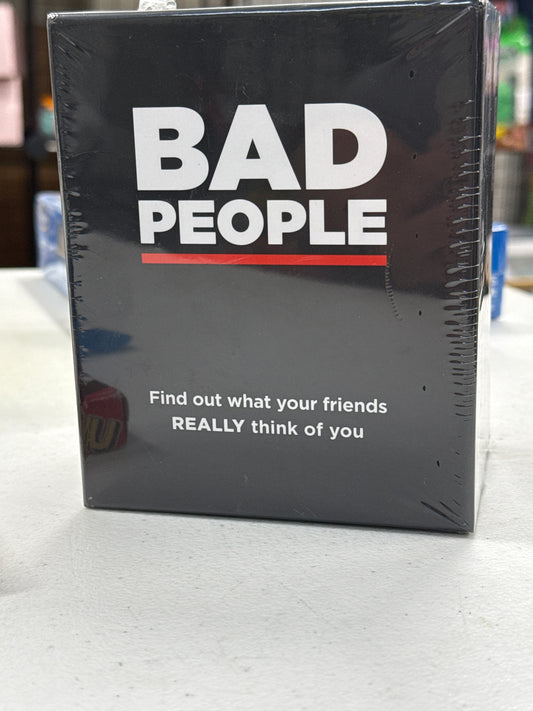 BAD
PEOPLE
Find out what your friends
REALLY think of you